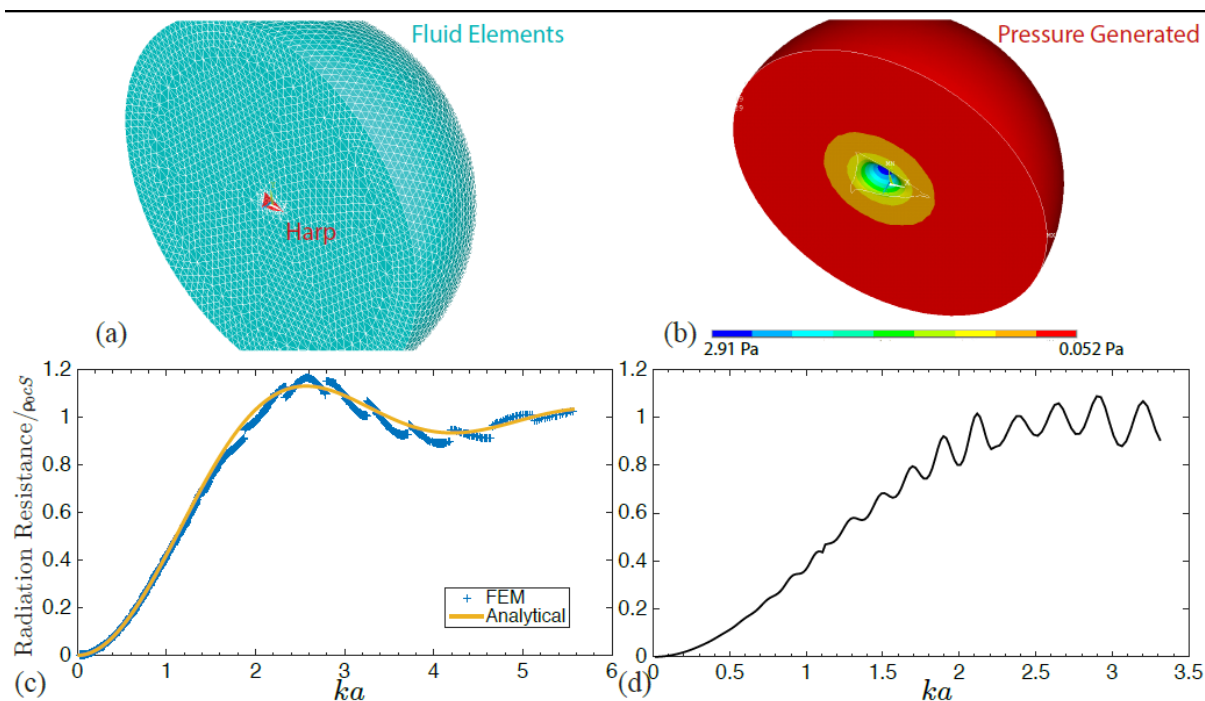 Fluid Elements
Pressure Generated
Harp
(a)
(b)
2.91 Pa
0.052 Pa
Radiation Resistance/ρ₀cS
1.2
1
0.8
0.6
0.4
0.2
0
0 1 2 3 4 5 6
ka
FEM
Analytical
(c)
1.2
1
0.8
0.6
0.4
0.2
0
0 0.5 1 1.5 2 2.5 3 3.5
ka
(d)